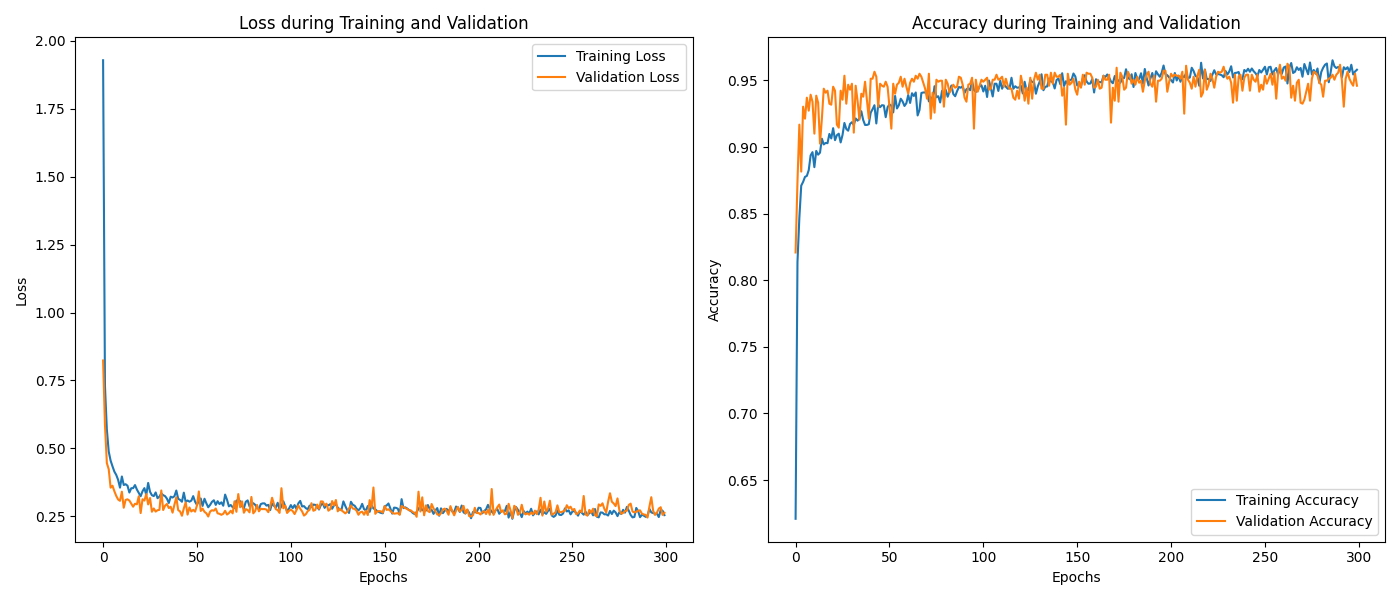 Loss during Training and Validation
2.00
1.75
1.50
1.25
1.00
0.75
0.50
0.25
Loss
0
50
100
150
200
250
300
Epochs
Training Loss
Validation Loss
Accuracy during Training and Validation
0.95
0.90
0.85
0.80
0.75
0.70
0.65
Accuracy
0
50
100
150
200
250
300
Epochs
Training Accuracy
Validation Accuracy